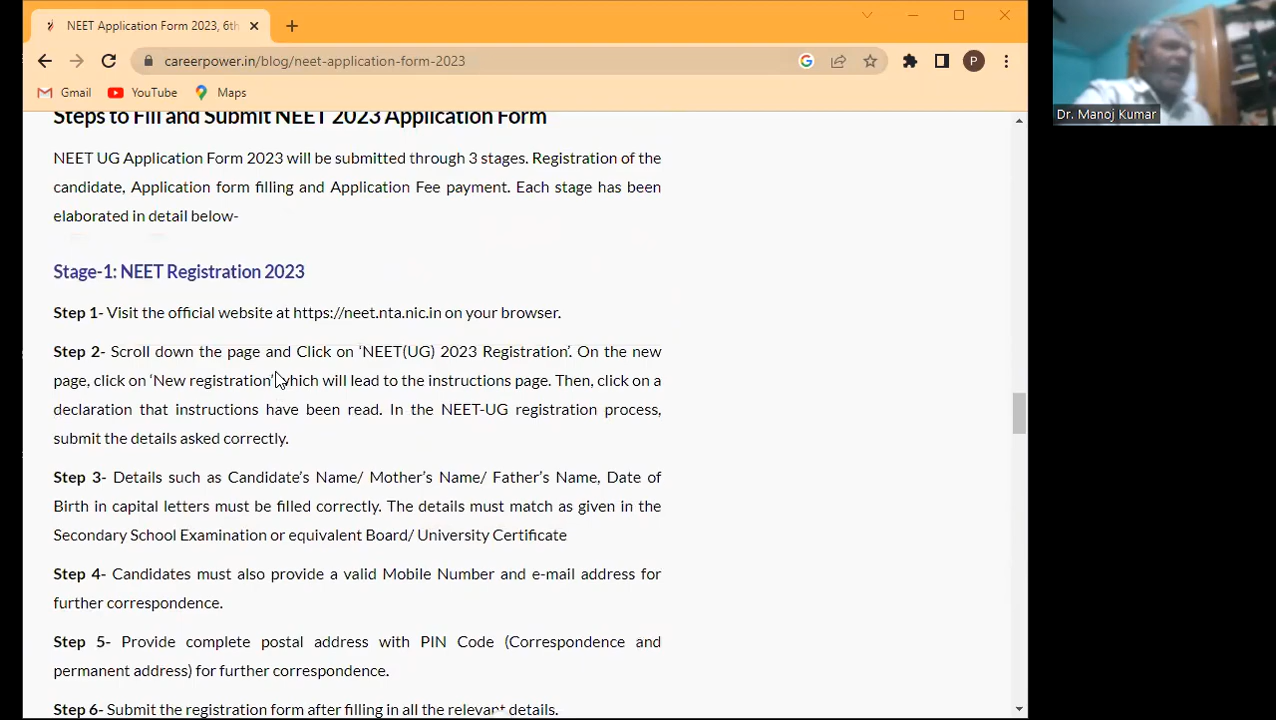 NEET Application Form 2023, 6th
careerpower.in/blog/neet-application-form-2023
P
Gmail
YouTube
Maps
Dr. Manoj Kumar
Steps to Fill and Submit NEET 2023 Application Form
NEET UG Application Form 2023 will be submitted through 3 stages. Registration of the
candidate, Application form filling and Application Fee payment. Each stage has been
elaborated in detail below-
Stage-1: NEET Registration 2023
Step 1- Visit the official website at https://neet.nta.nic.in on your browser.
Step 2- Scroll down the page and Click on ‘NEET(UG) 2023 Registration’. On the new
page, click on ‘New registration’ which will lead to the instructions page. Then, click on a
declaration that instructions have been read. In the NEET-UG registration process,
submit the details asked correctly.
Step 3- Details such as Candidate’s Name/ Mother’s Name/ Father’s Name, Date of
Birth in capital letters must be filled correctly. The details must match as given in the
Secondary School Examination or equivalent Board/ University Certificate
Step 4- Candidates must also provide a valid Mobile Number and e-mail address for
further correspondence.
Step 5- Provide complete postal address with PIN Code (Correspondence and
permanent address) for further correspondence.
Step 6- Submit the registration form after filling in all the relevant details.